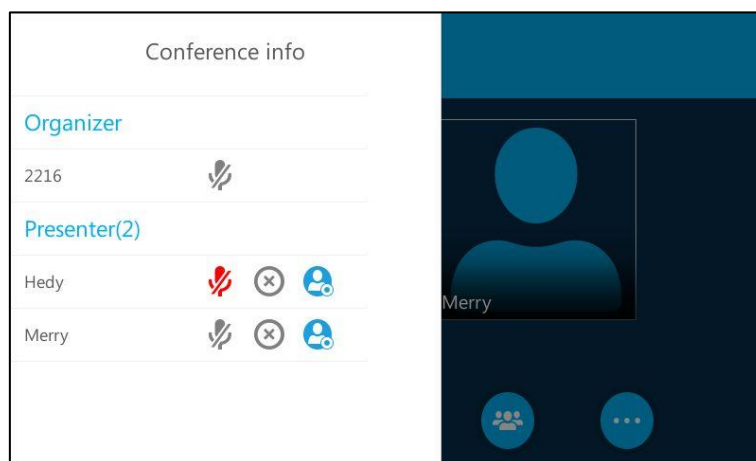 Conference info
Organizer
2216
Presenter(2)
Hedy
Merry
Merry